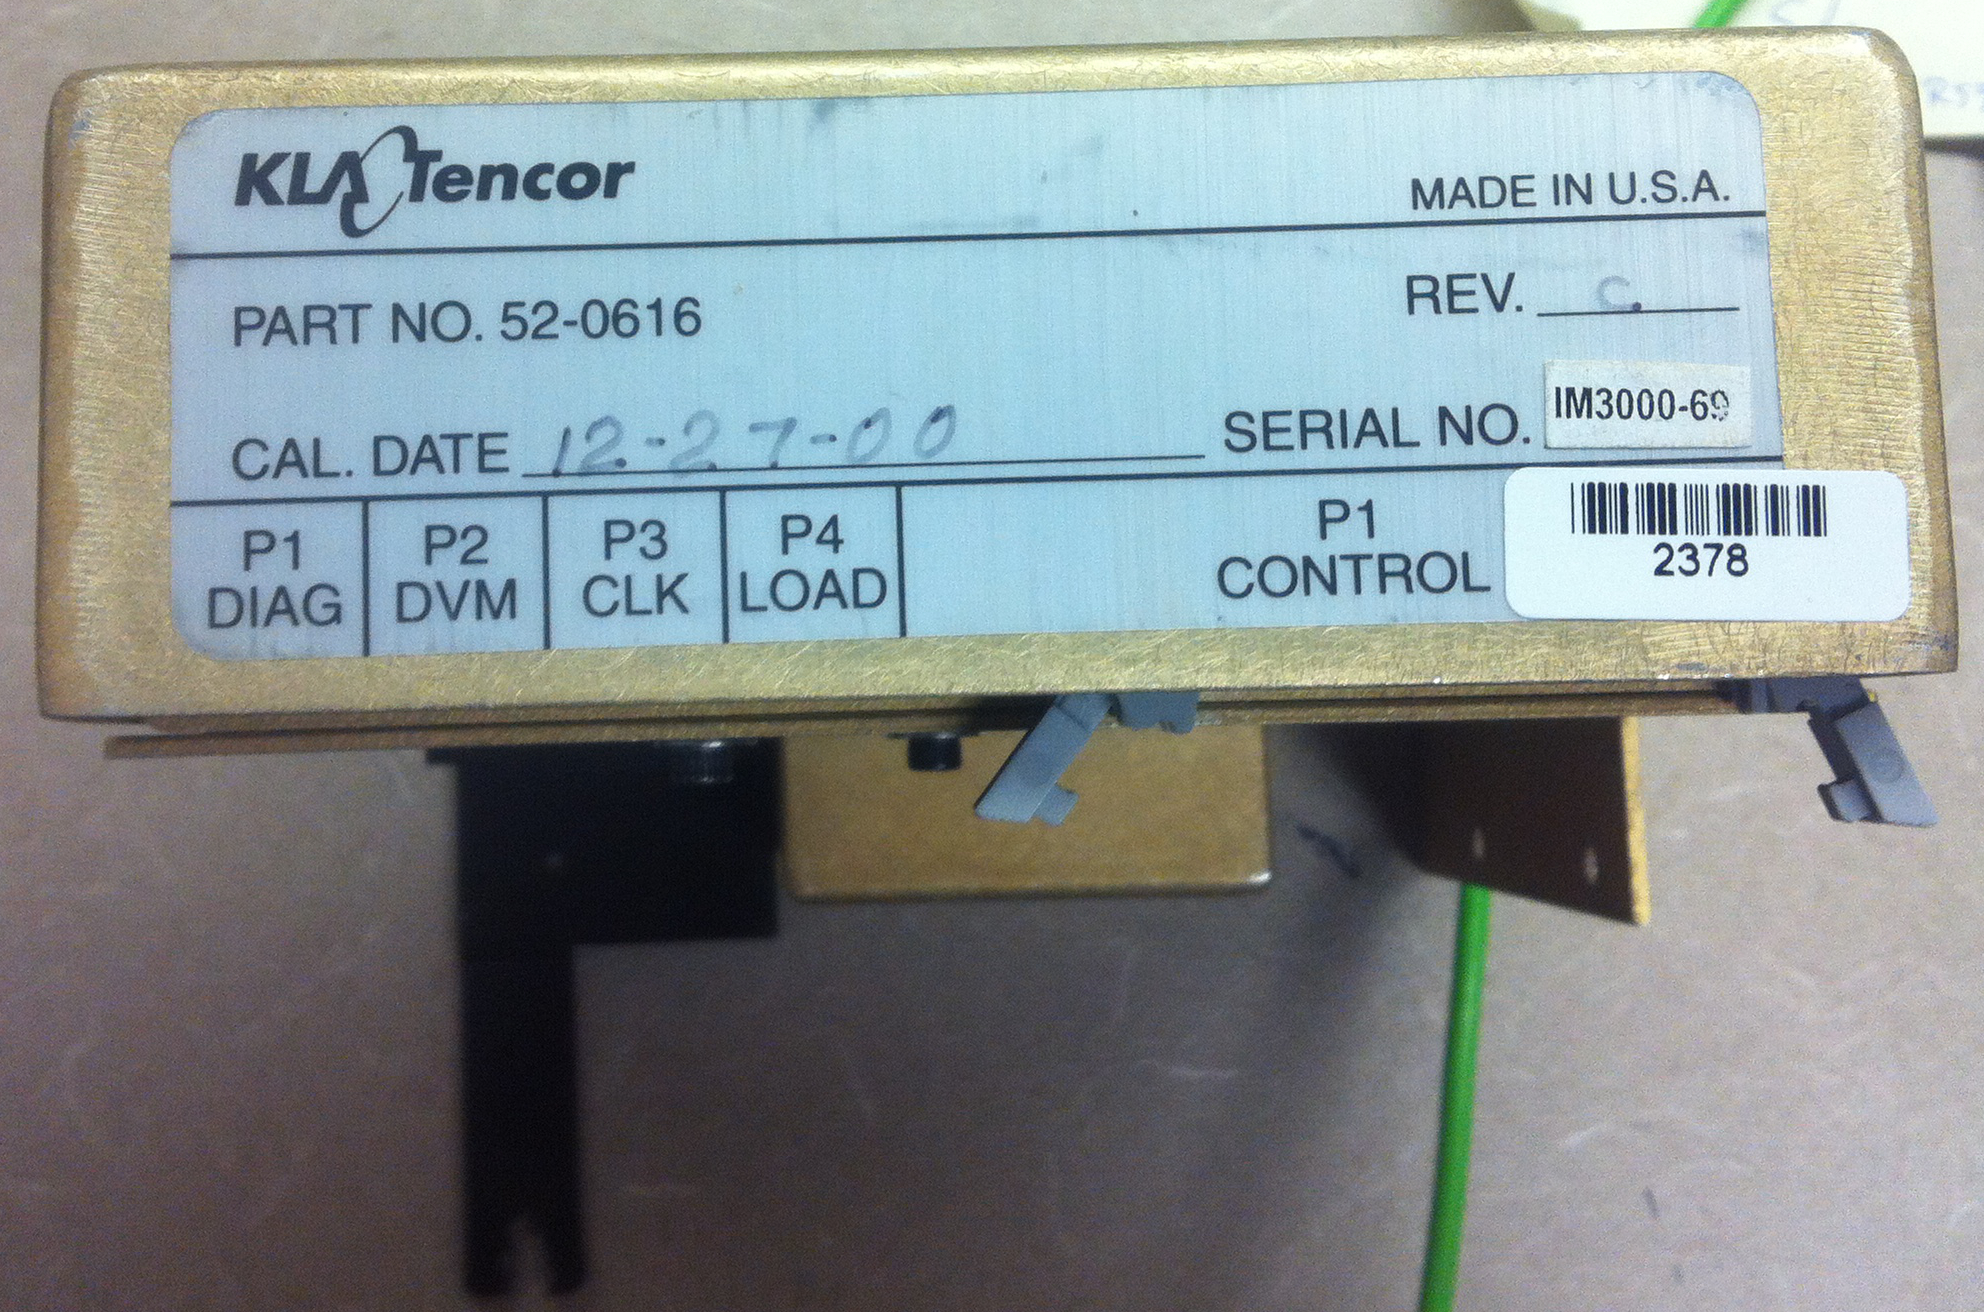 KLA Tencor
MADE IN U.S.A.
PART NO. 52-0616
REV. C.
CAL. DATE 12-27-00
SERIAL NO. IM3000-69
P1 DIAG
P2 DVM
P3 CLK
P4 LOAD
P1 CONTROL
2378